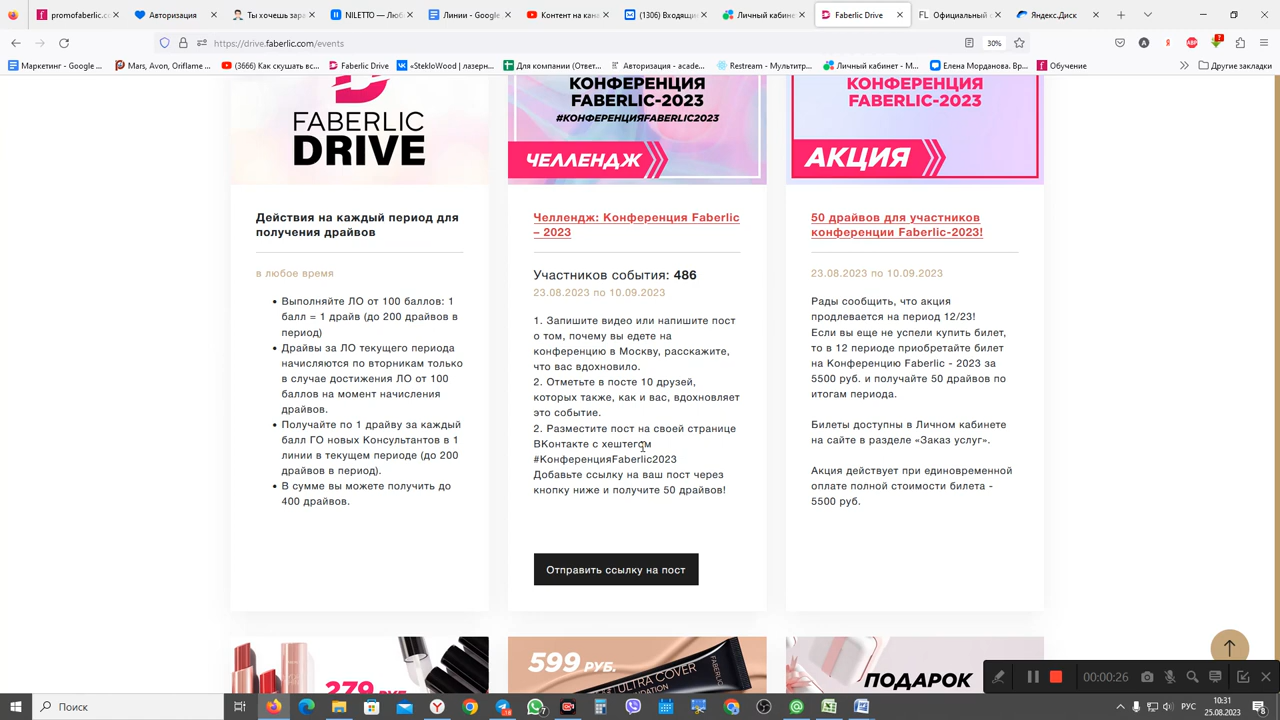 promofaberlic.co
Авторизация
Ты хочешь зара
NILETTO — Люб
Линии - Google
Контент на кана
(1306) Входящи
Личный кабинет
Faberlic Drive
FL Официальный
Яндекс.Диск
https://drive.faberlic.com/events
30%
Маркетинг - Google ...
Mars, Avon, Oriflame ...
(3666) Как скушать вс...
Faberlic Drive
«StekloWood | лазерн...
Для компании (Ответ...
Авторизация - acade...
Restream - Мультитр...
Личный кабинет - М...
Елена Морданова. Вр...
Обучение
Другие закладки
FABERLIC
DRIVE
КОНФЕРЕНЦИЯ
FABERLIC-2023
#КОНФЕРЕНЦИЯFABERLIC2023
ЧЕЛЛЕНДЖ
КОНФЕРЕНЦИЯ
FABERLIC-2023
АКЦИЯ
Действия на каждый период для
получения драйвов
в любое время
• Выполняйте ЛО от 100 баллов: 1
балл = 1 драйв (до 200 драйвов в
период)
• Драйвы за ЛО текущего периода
начисляются по вторникам только
в случае достижения ЛО от 100
баллов на момент начисления
драйвов.
• Получайте по 1 драйву за каждый
балл ГО новых Консультантов в 1
линии в текущем периоде (до 200
драйвов в период).
• В сумме вы можете получить до
400 драйвов.
Челлендж: Конференция Faberlic
– 2023
Участников события: 486
23.08.2023 по 10.09.2023
1. Запишите видео или напишите пост
о том, почему вы едете на
конференцию в Москву, расскажите,
что вас вдохновило.
2. Отметьте в посте 10 друзей,
которых также, как и вас, вдохновляет
это событие.
2. Разместите пост на своей странице
ВКонтакте с хештегом
#КонференцияFaberlic2023
Добавьте ссылку на ваш пост через
кнопку ниже и получите 50 драйвов!
Отправить ссылку на пост
50 драйвов для участников
конференции Faberlic-2023!
23.08.2023 по 10.09.2023
Рады сообщить, что акция
продлевается на период 12/23!
Если вы еще не успели купить билет,
то в 12 периоде приобретайте билет
на Конференцию Faberlic - 2023 за
5500 руб. и получайте 50 драйвов по
итогам периода.
Билеты доступны в Личном кабинете
на сайте в разделе «Заказ услуг».
Акция действует при единовременной
оплате полной стоимости билета -
5500 руб.
279 РУБ
599 РУБ.
ULTRA COVER
FOUNDATION
FABERLIC
ПОДАРОК
00:00:26
Поиск
РУС
10:31
25.08.2023